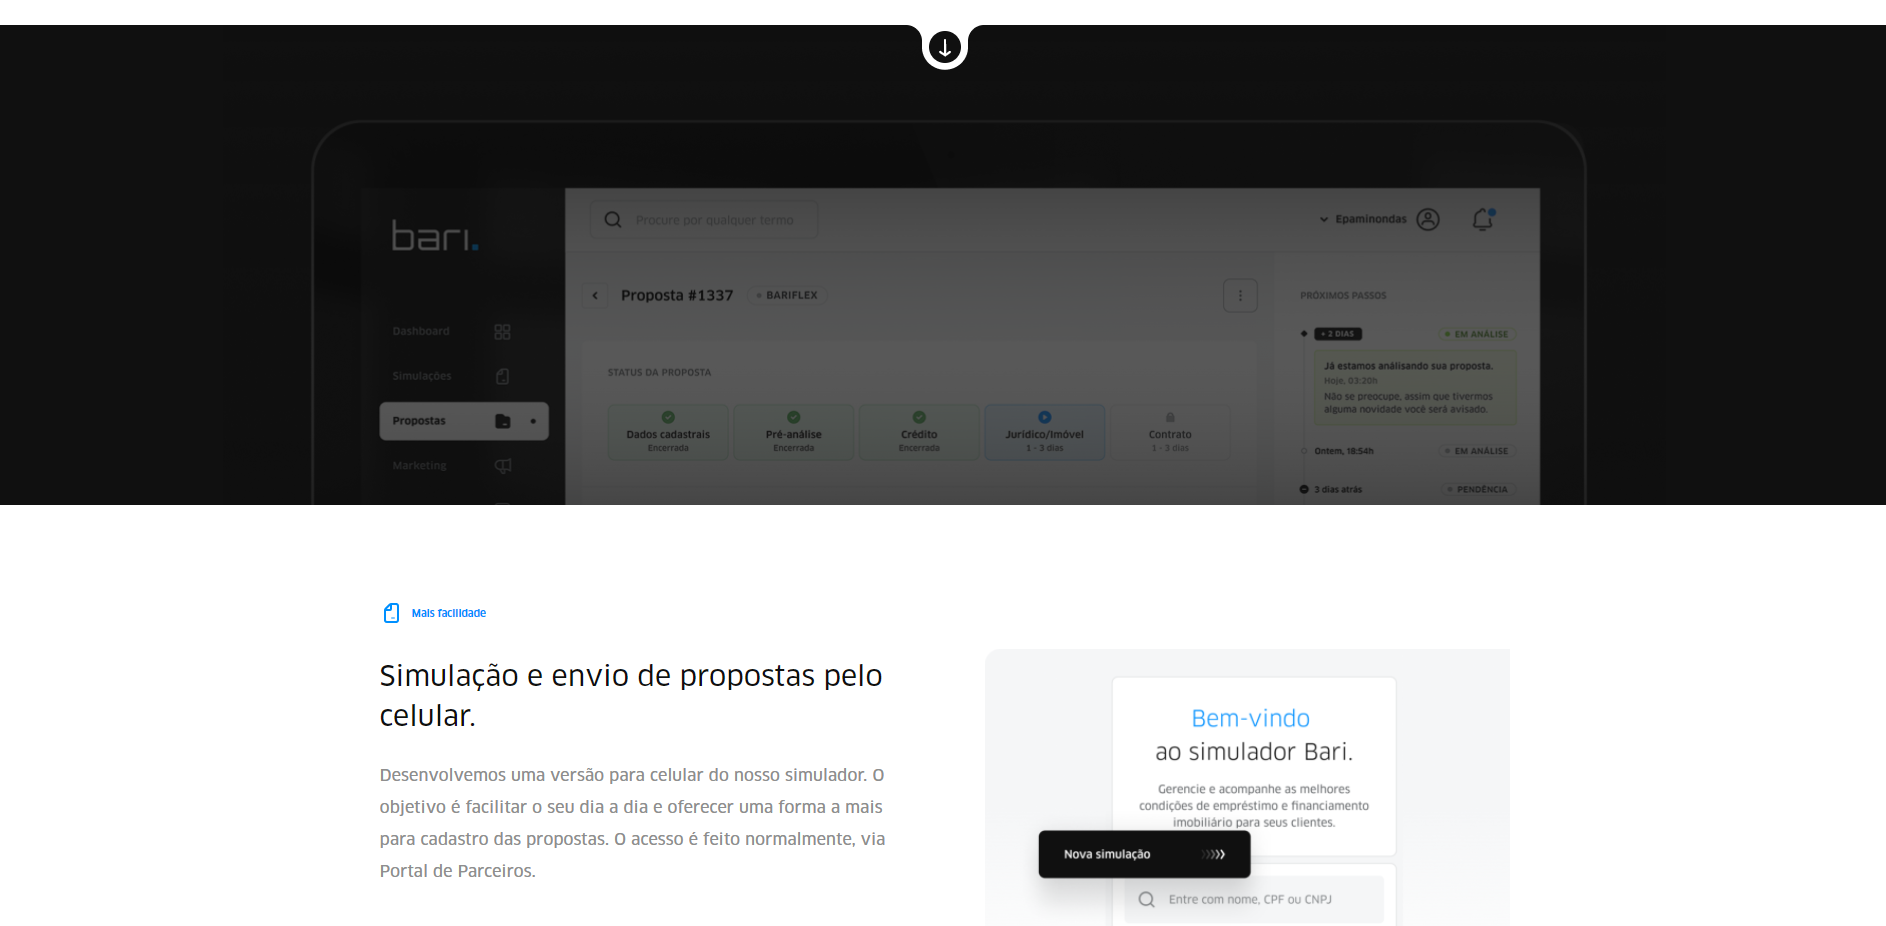 bari.
Procure por qualquer termo
Epaminondas
Proposta #1337
BARIFLEX
PRÓXIMOS PASSOS
Dashboard
+ 2 DIAS
EM ANÁLISE
Simulações
STATUS DA PROPOSTA
Já estamos análisando sua proposta.
Hoje, 03:20h
Não se preocupe, assim que tivermos
alguma novidade você será avisado.
Propostas
Dados cadastrais
Encerrada
Pré-análise
Encerrada
Crédito
Encerrada
Jurídico/Imóvel
1 - 3 dias
Contrato
1 - 3 dias
Marketing
Ontem, 18:54h
EM ANÁLISE
3 dias atrás
PENDÊNCIA
Mais facilidade
Simulação e envio de propostas pelo
celular.
Desenvolvemos uma versão para celular do nosso simulador. O
objetivo é facilitar o seu dia a dia e oferecer uma forma a mais
para cadastro das propostas. O acesso é feito normalmente, via
Portal de Parceiros.
Bem-vindo
ao simulador Bari.
Gerencie e acompanhe as melhores
condições de empréstimo e financiamento
imobiliário para seus clientes.
Nova simulação
Entre com nome, CPF ou CNPJ